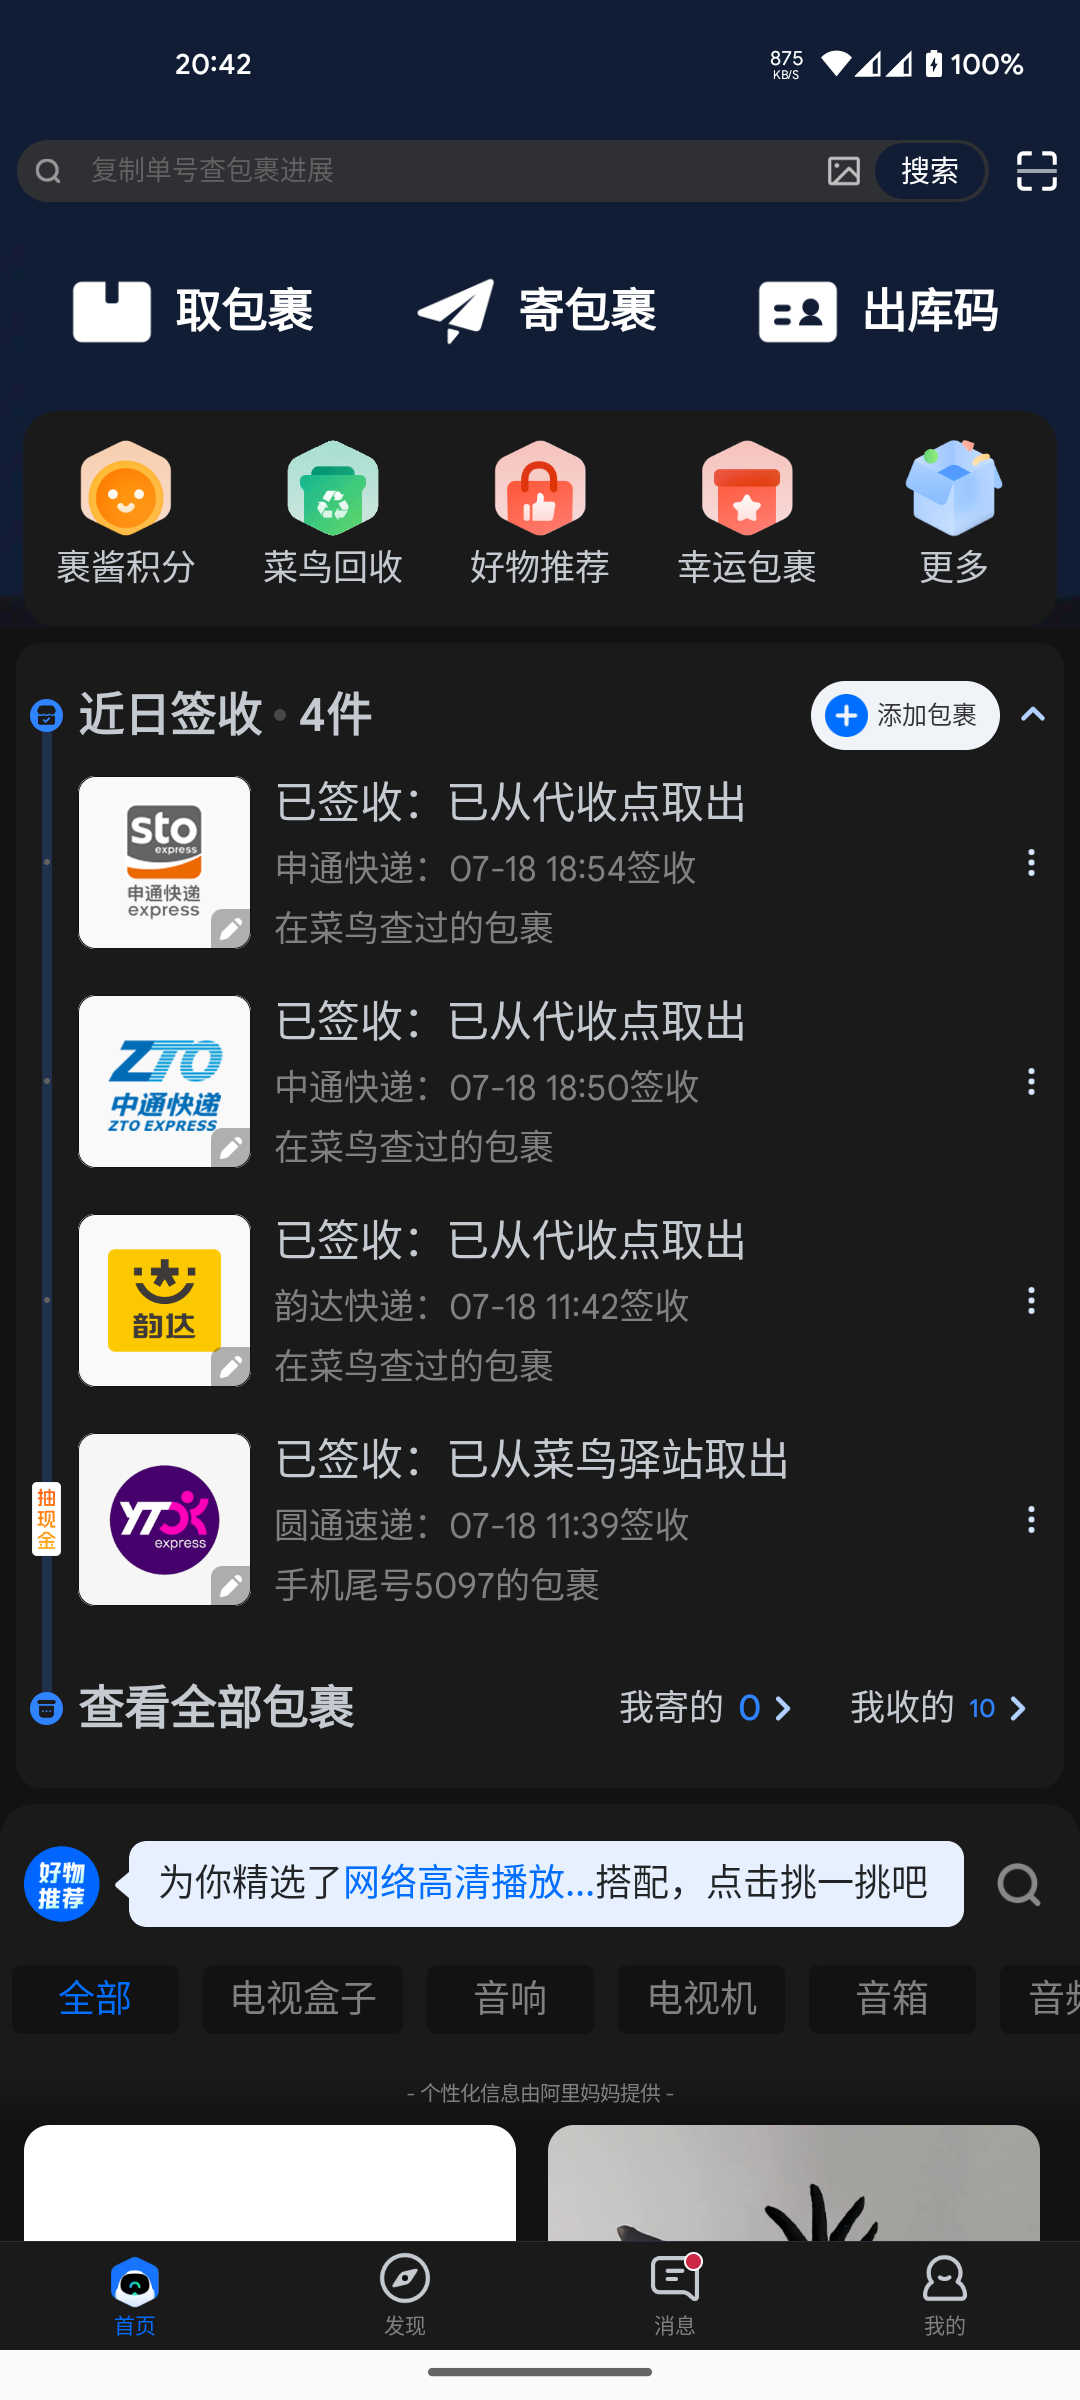 20:42
875
KB/S
100%
复制单号查包裹进展
搜索
取包裹
寄包裹
出库码
裹酱积分
菜鸟回收
好物推荐
幸运包裹
更多
近日签收·4件
添加包裹
sto
express
申通快递
express
已签收：已从代收点取出
申通快递：07-18 18:54签收
在菜鸟查过的包裹
ZTO
中通快递
ZTO EXPRESS
已签收：已从代收点取出
中通快递：07-18 18:50签收
在菜鸟查过的包裹
韵达
已签收：已从代收点取出
韵达快递：07-18 11:42签收
在菜鸟查过的包裹
抽现金
YTO
express
已签收：已从菜鸟驿站取出
圆通速递：07-18 11:39签收
手机尾号5097的包裹
查看全部包裹
我寄的 0
我收的 10
好物
推荐
为你精选了网络高清播放...搭配，点击挑一挑吧
全部
电视盒子
音响
电视机
音箱
音频
- 个性化信息由阿里妈妈提供 -
首页
发现
消息
我的